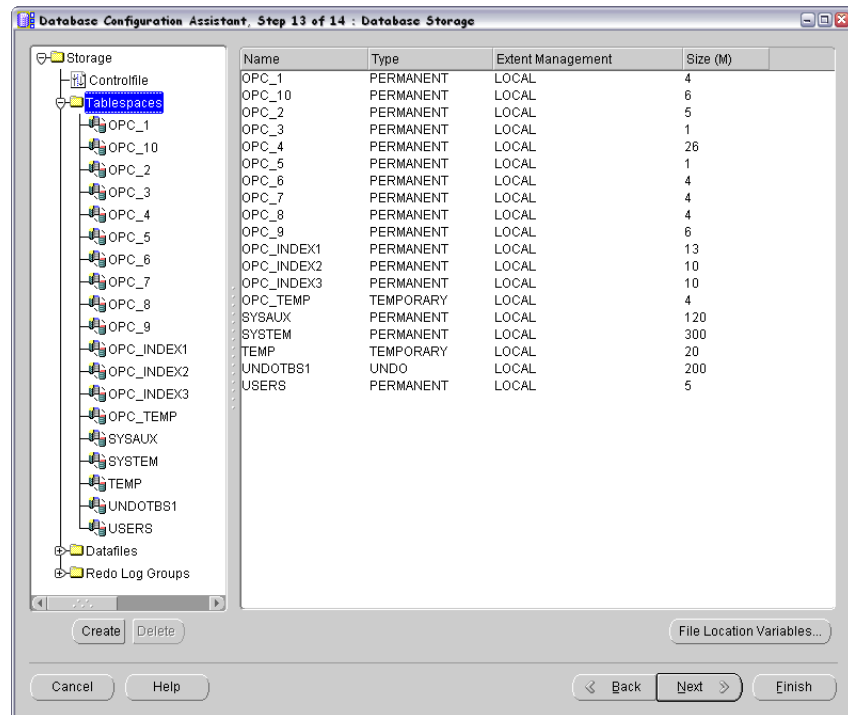 Database Configuration Assistant, Step 13 of 14 : Database Storage
Storage
Controlfile
Tablespaces
OPC_1
OPC_10
OPC_2
OPC_3
OPC_4
OPC_5
OPC_6
OPC_7
OPC_8
OPC_9
OPC_INDEX1
OPC_INDEX2
OPC_INDEX3
OPC_TEMP
SYSAUX
SYSTEM
TEMP
UNDOTBS1
USERS
Datafiles
Redo Log Groups
Name Type Extent Management Size (M)
OPC_1 PERMANENT LOCAL 4
OPC_10 PERMANENT LOCAL 6
OPC_2 PERMANENT LOCAL 5
OPC_3 PERMANENT LOCAL 1
OPC_4 PERMANENT LOCAL 26
OPC_5 PERMANENT LOCAL 1
OPC_6 PERMANENT LOCAL 4
OPC_7 PERMANENT LOCAL 4
OPC_8 PERMANENT LOCAL 4
OPC_9 PERMANENT LOCAL 6
OPC_INDEX1 PERMANENT LOCAL 13
OPC_INDEX2 PERMANENT LOCAL 10
OPC_INDEX3 PERMANENT LOCAL 10
OPC_TEMP TEMPORARY LOCAL 4
SYSAUX PERMANENT LOCAL 120
SYSTEM PERMANENT LOCAL 300
TEMP TEMPORARY LOCAL 20
UNDOTBS1 UNDO LOCAL 200
USERS PERMANENT LOCAL 5
Create Delete File Location Variables...
Cancel Help Back Next Finish